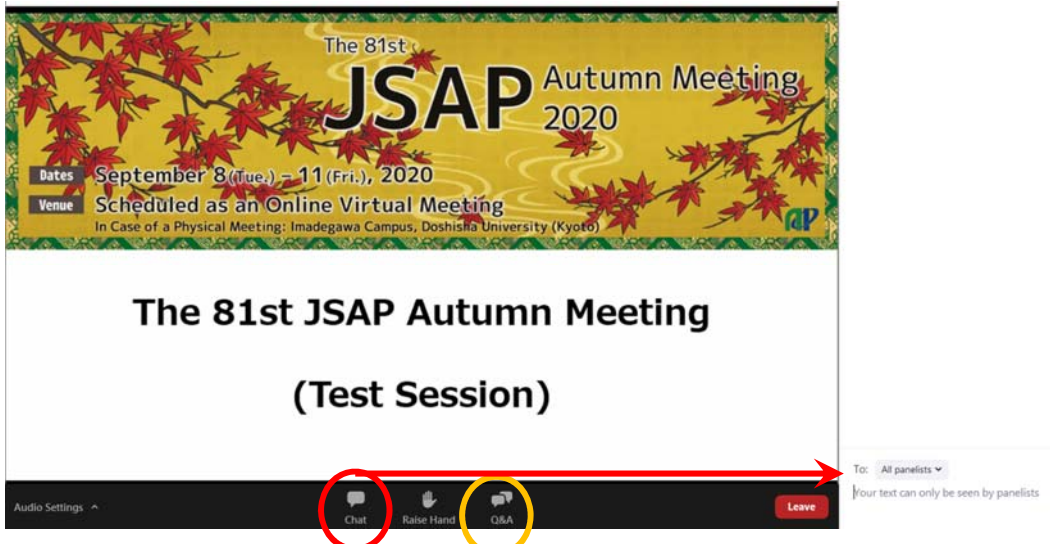 The 81st
JSAP Autumn Meeting
2020
Dates September 8(Tue.) – 11(Fri.), 2020
Venue Scheduled as an Online Virtual Meeting
In Case of a Physical Meeting: Imadegawa Campus, Doshisha University (Kyoto)
The 81st JSAP Autumn Meeting
(Test Session)
To: All panelists
Your text can only be seen by panelists
Audio Settings
Chat
Raise Hand
Q&A
Leave